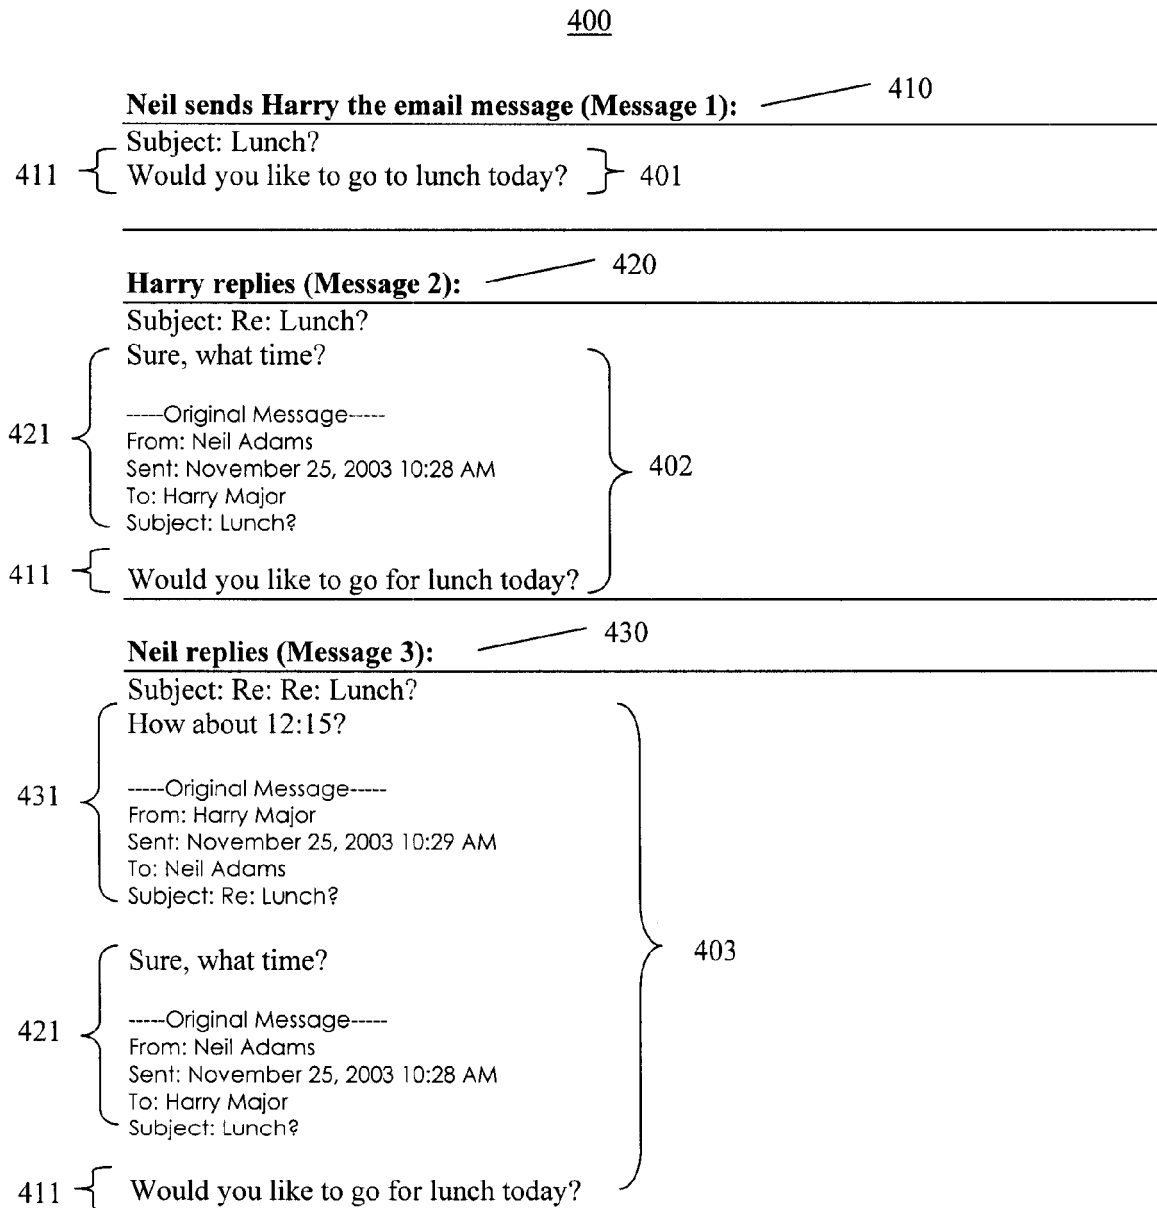 400
Neil sends Harry the email message (Message 1): 410
Subject: Lunch?
411 Would you like to go to lunch today? 401
Harry replies (Message 2): 420
Subject: Re: Lunch?
Sure, what time?
-----Original Message-----
421 From: Neil Adams
Sent: November 25, 2003 10:28 AM 402
To: Harry Major
Subject: Lunch?
411 Would you like to go for lunch today?
Neil replies (Message 3): 430
Subject: Re: Re: Lunch?
How about 12:15?
431 -----Original Message-----
From: Harry Major
Sent: November 25, 2003 10:29 AM
To: Neil Adams
Subject: Re: Lunch?
Sure, what time? 403
421 -----Original Message-----
From: Neil Adams
Sent: November 25, 2003 10:28 AM
To: Harry Major
Subject: Lunch?
411 Would you like to go for lunch today?